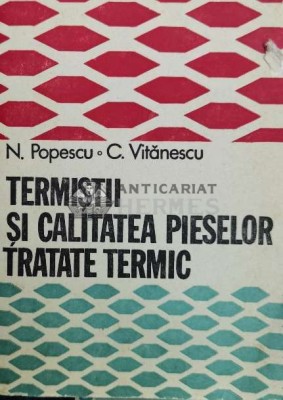 N. Popescu • C. Vitănescu
TERMIȘTII
ANTICARIAT
HERMES
ȘI CALITATEA PIESELOR
TRATATE TERMIC